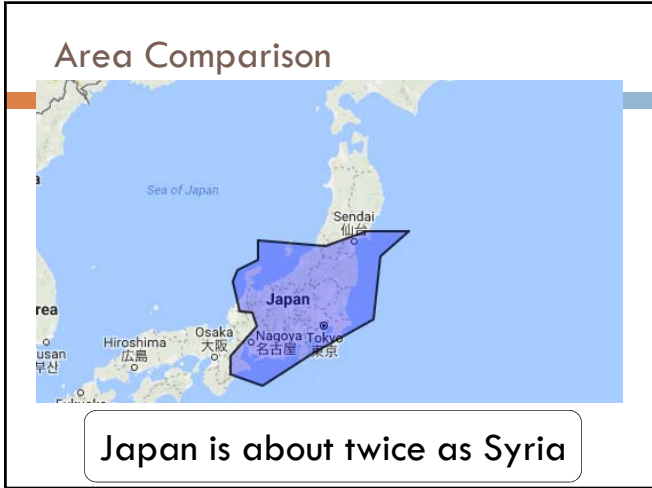 Area Comparison
Sea of Japan
Sendai
仙台
Japan
rea
usan
부산
Hiroshima
広島
Osaka
大阪
Nagoya
名古屋
Tokyo
東京
Japan is about twice as Syria